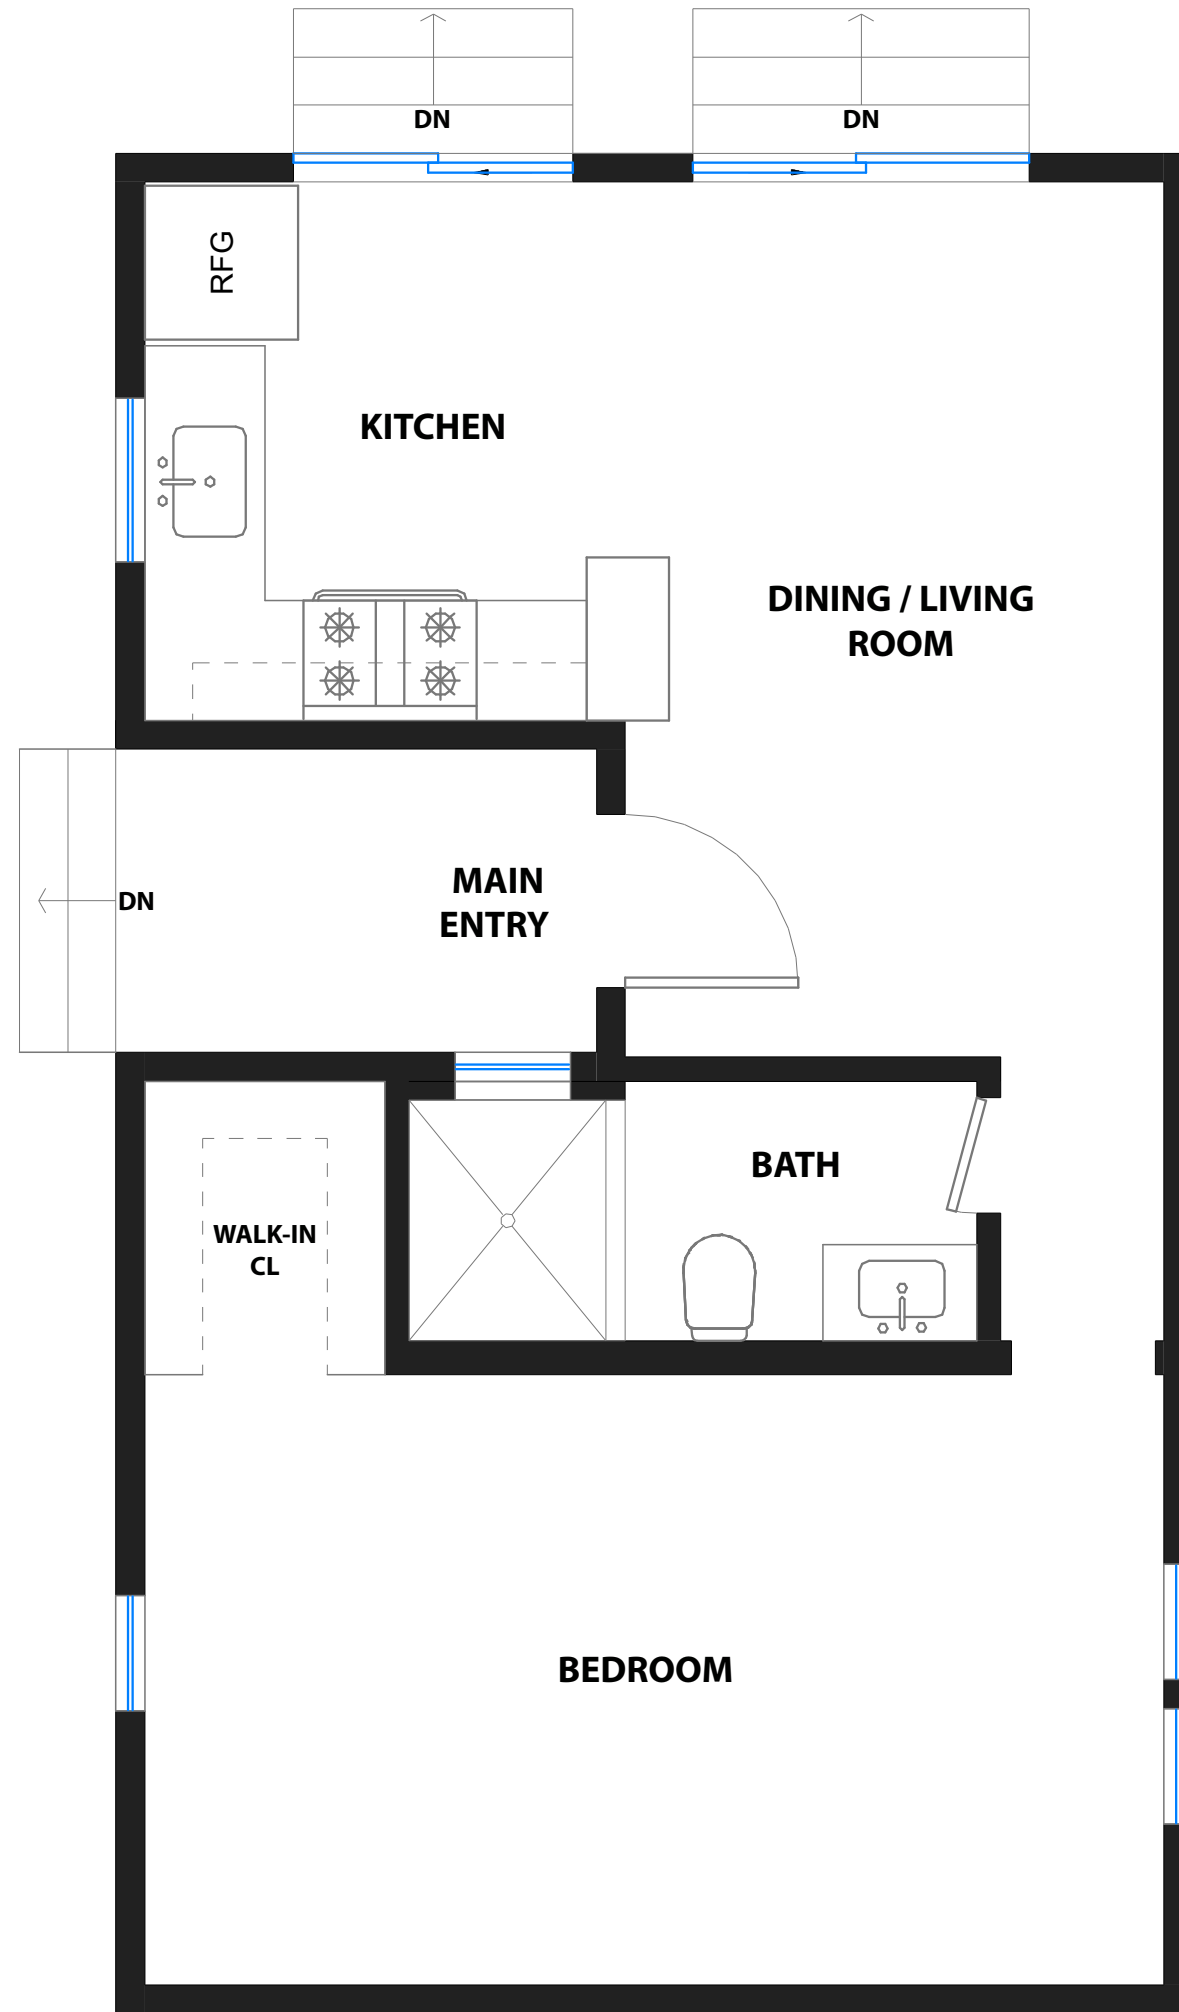 DN
DN
RFG
KITCHEN
DINING / LIVING
ROOM
MAIN
ENTRY
DN
BATH
WALK-IN
CL
BEDROOM